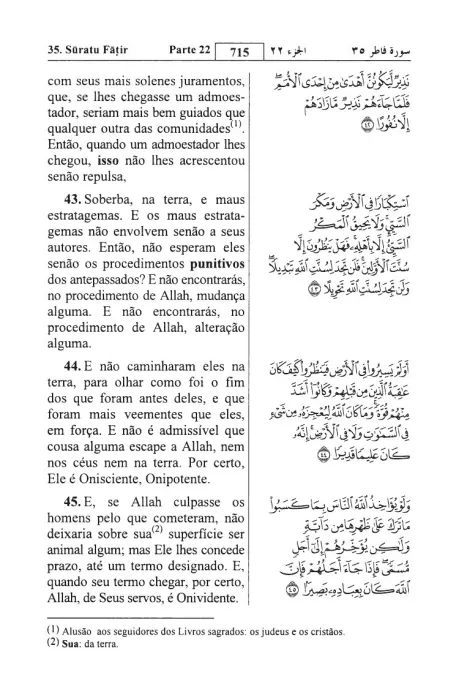 35. Sūratu Fāṭir Parte 22 715 الجزء ٢٢ سورة فاطر ٣٥
com seus mais solenes juramentos,
que, se lhes chegasse um admoes-
tador, seriam mais bem guiados que
qualquer outra das comunidades(1).
Então, quando um admoestador lhes
chegou, isso não lhes acrescentou
senão repulsa,
43. Soberba, na terra, e maus
estratagemas. E os maus estrata-
gemas não envolvem senão a seus
autores. Então, não esperam eles
senão os procedimentos punitivos
dos antepassados? E não encontrarás,
no procedimento de Allah, mudança
alguma. E não encontrarás, no
procedimento de Allah, alteração
alguma.
44. E não caminharam eles na
terra, para olhar como foi o fim
dos que foram antes deles, e que
foram mais veementes que eles,
em força. E não é admissível que
cousa alguma escape a Allah, nem
nos céus nem na terra. Por certo,
Ele é Onisciente, Onipotente.
45. E, se Allah culpasse os
homens pelo que cometeram, não
deixaria sobre sua(2) superfície ser
animal algum; mas Ele lhes concede
prazo, até um termo designado. E,
quando seu termo chegar, por certo,
Allah, de Seus servos, é Onividente.
نَذِيرٌ لَّيَكُونُنَّ أَهْدَىٰ مِنْ إِحْدَى ٱلْأُمَمِ ۖ
فَلَمَّا جَآءَهُمْ نَذِيرٌ مَّا زَادَهُمْ
إِلَّا نُفُورًا ٤٢
ٱسْتِكْبَارًا فِى ٱلْأَرْضِ وَمَكْرَ
ٱلسَّيِّئِ ۚ وَلَا يَحِيقُ ٱلْمَكْرُ
ٱلسَّيِّئُ إِلَّا بِأَهْلِهِۦ ۚ فَهَلْ يَنظُرُونَ إِلَّا
سُنَّتَ ٱلْأَوَّلِينَ ۚ فَلَن تَجِدَ لِسُنَّتِ ٱللَّهِ تَبْدِيلًا ۖ
وَلَن تَجِدَ لِسُنَّتِ ٱللَّهِ تَحْوِيلًا ٤٣
أَوَلَمْ يَسِيرُوا۟ فِى ٱلْأَرْضِ فَيَنظُرُوا۟ كَيْفَ كَانَ
عَٰقِبَةُ ٱلَّذِينَ مِن قَبْلِهِمْ وَكَانُوٓا۟ أَشَدَّ
مِنْهُمْ قُوَّةً ۚ وَمَا كَانَ ٱللَّهُ لِيُعْجِزَهُۥ مِن شَىْءٍ
فِى ٱلسَّمَٰوَٰتِ وَلَا فِى ٱلْأَرْضِ ۚ إِنَّهُۥ
كَانَ عَلِيمًا قَدِيرًا ٤٤
وَلَوْ يُؤَاخِذُ ٱللَّهُ ٱلنَّاسَ بِمَا كَسَبُوا۟
مَا تَرَكَ عَلَىٰ ظَهْرِهَا مِن دَآبَّةٍ
وَلَٰكِن يُؤَخِّرُهُمْ إِلَىٰٓ أَجَلٍ
مُّسَمًّى ۖ فَإِذَا جَآءَ أَجَلُهُمْ فَإِنَّ
ٱللَّهَ كَانَ بِعِبَادِهِۦ بَصِيرًۢا ٤٥
(1) Alusão aos seguidores dos Livros sagrados: os judeus e os cristãos.
(2) Sua: da terra.